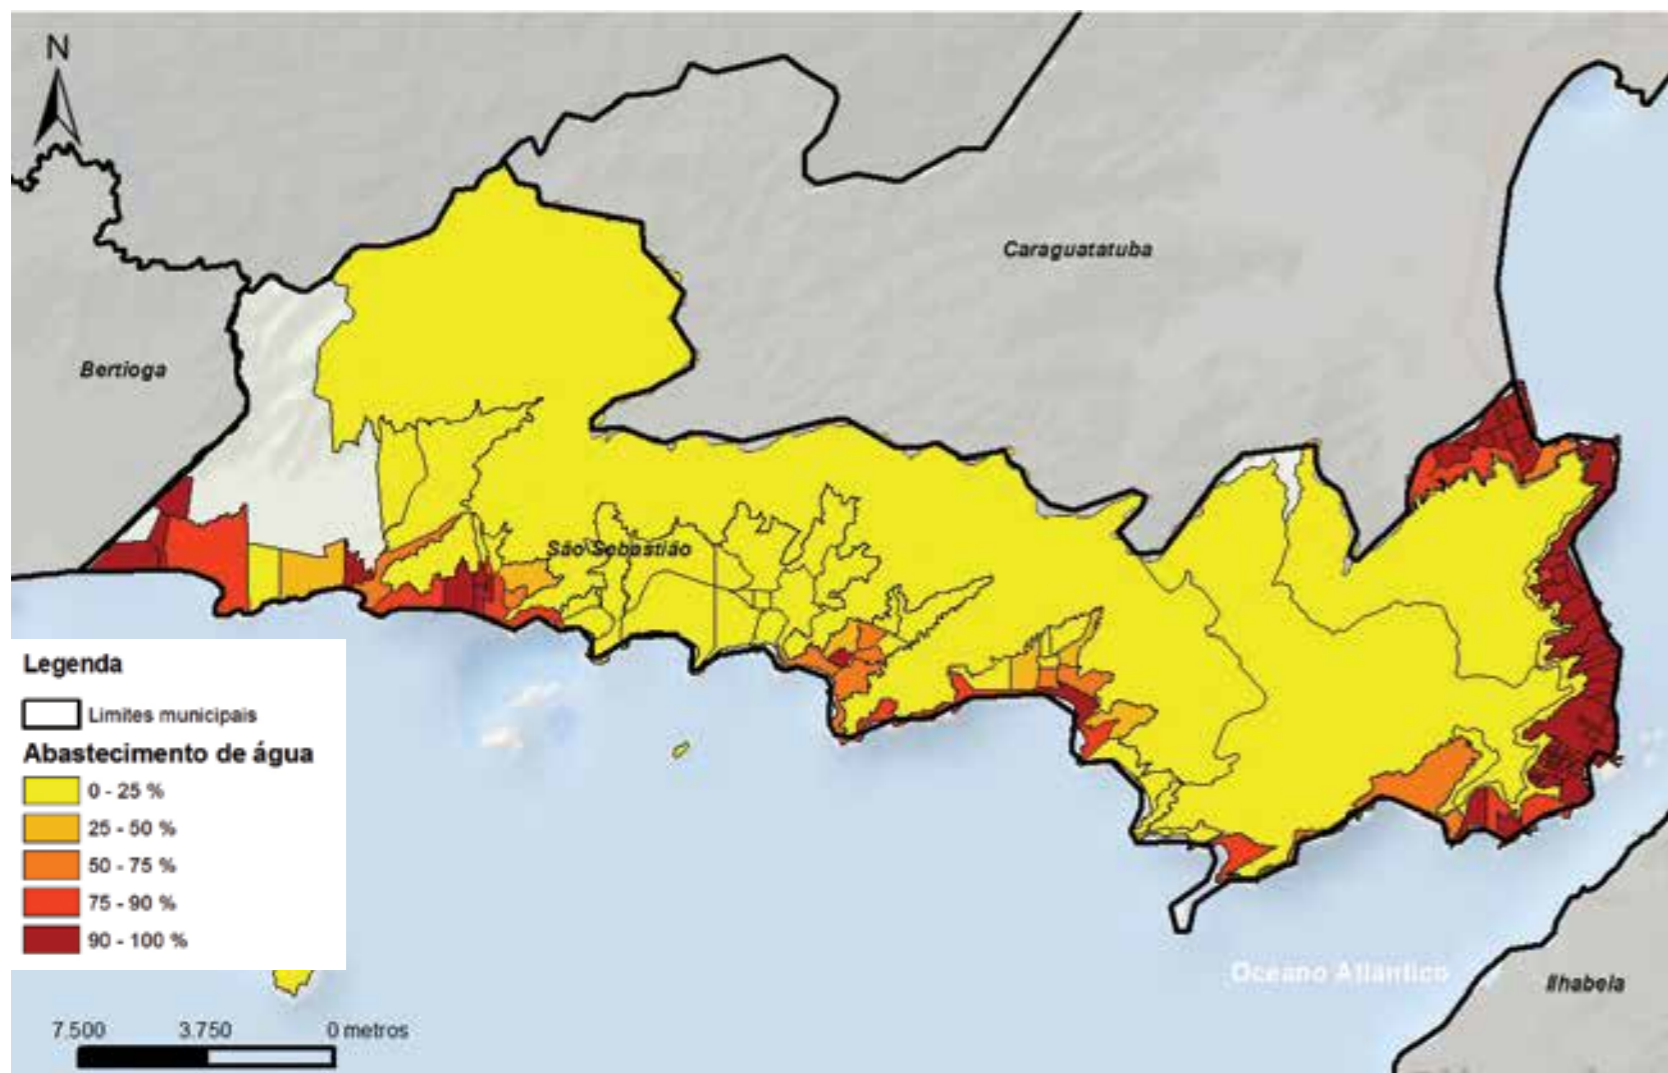 N
Caraguatatuba
Bertioga
São Sebastião
Legenda
Limites municipais
Abastecimento de água
0 - 25 %
25 - 50 %
50 - 75 %
75 - 90 %
90 - 100 %
Oceano Atlântico
Ilhabela
7.500 3.750 0 metros